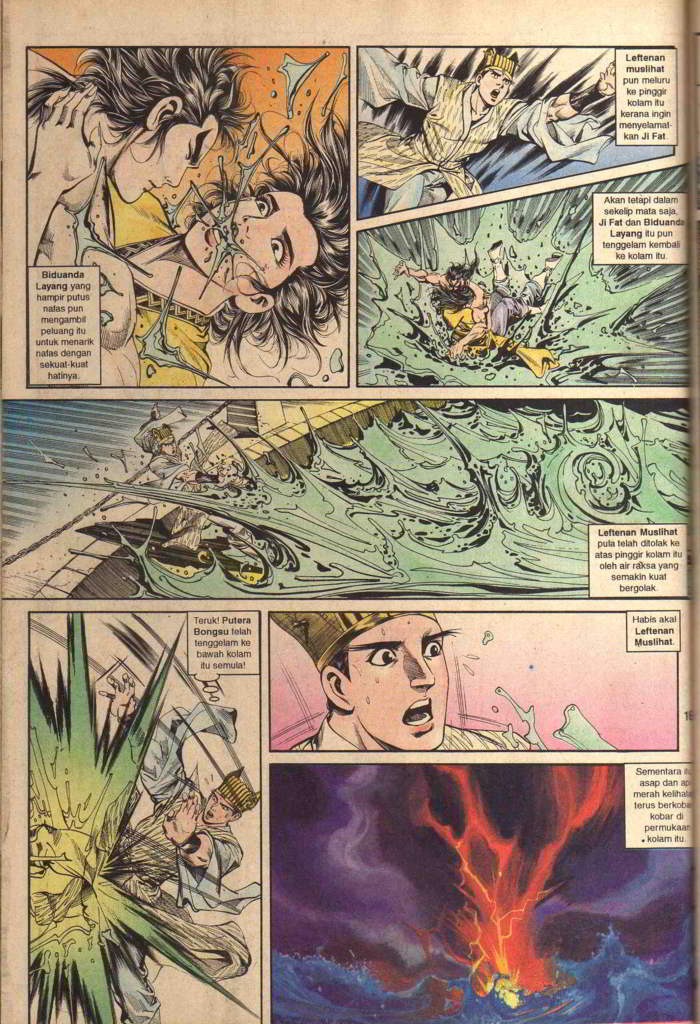 Biduanda
Layang yang
hampir putus
nafas pun
mengambil
peluang itu
untuk menarik
nafas dengan
sekuat-kuat
hatinya.
Leftenan
muslihat
pun meluru
ke pinggir
kolam itu
kerana ingin
menyelamat-
kan Ji Fat.
Akan tetapi dalam
sekelip mata saja,
Ji Fat dan Biduanda
Layang itu pun
tenggelam kembali
ke kolam itu.
Leftenan Muslihat
pula telah ditolak ke
atas pinggir kolam itu
oleh air raksa yang
semakin kuat
bergolak.
Teruk! Putera
Bongsu telah
tenggelam ke
bawah kolam
itu semula!
Habis akal
Leftenan
Muslihat.
Sementara
asap dan
merah
terus
kobar di
permukaan
kolam itu.